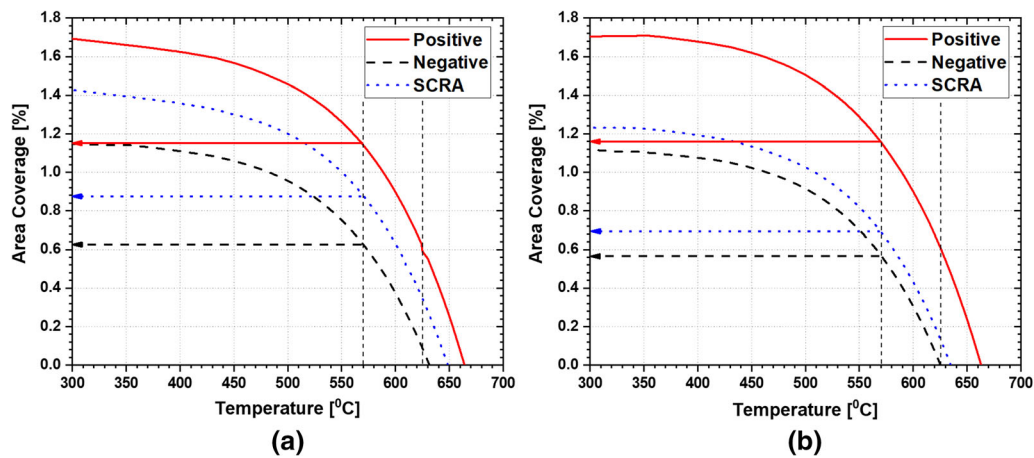 1.8
1.6
1.4
1.2
1.0
0.8
0.6
0.4
0.2
0.0
Area Coverage [%]
Positive
Negative
SCRA
300 350 400 450 500 550 600 650 700
Temperature [⁰C]
(a)
1.8
1.6
1.4
1.2
1.0
0.8
0.6
0.4
0.2
0.0
Area Coverage [%]
Positive
Negative
SCRA
300 350 400 450 500 550 600 650 700
Temperature [⁰C]
(b)